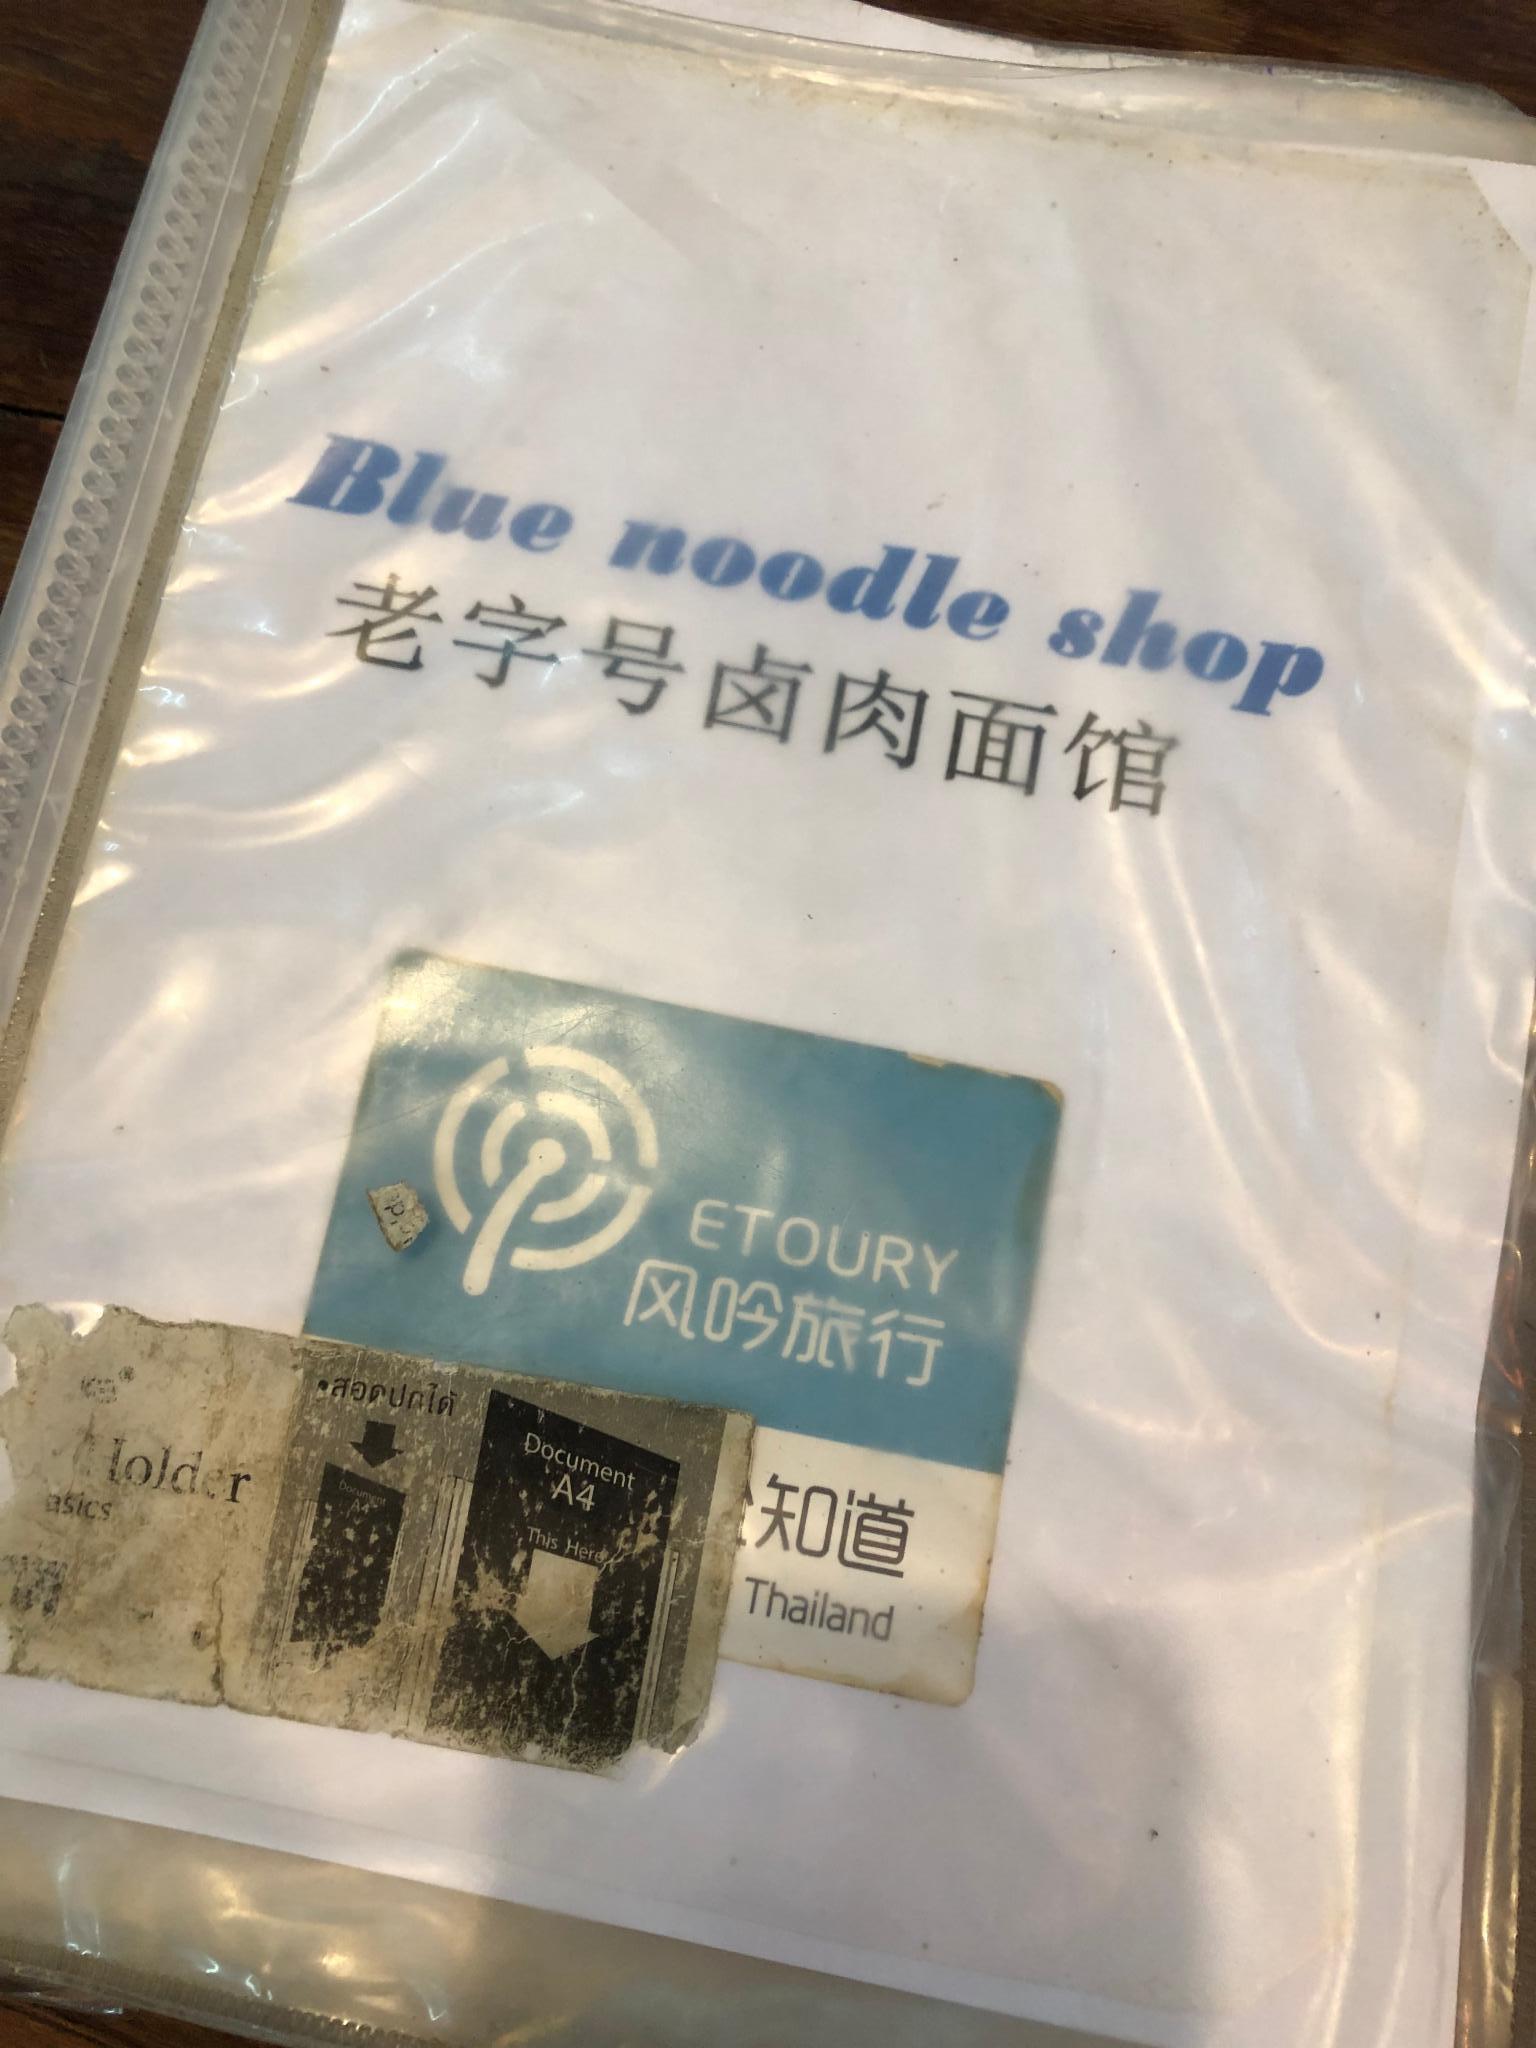 Blue noodle shop
老字号卤肉面馆
ETOURY
风吟旅行
知道
Thailand
•สอดปกได้
Document
A4
This Here
Document
A4